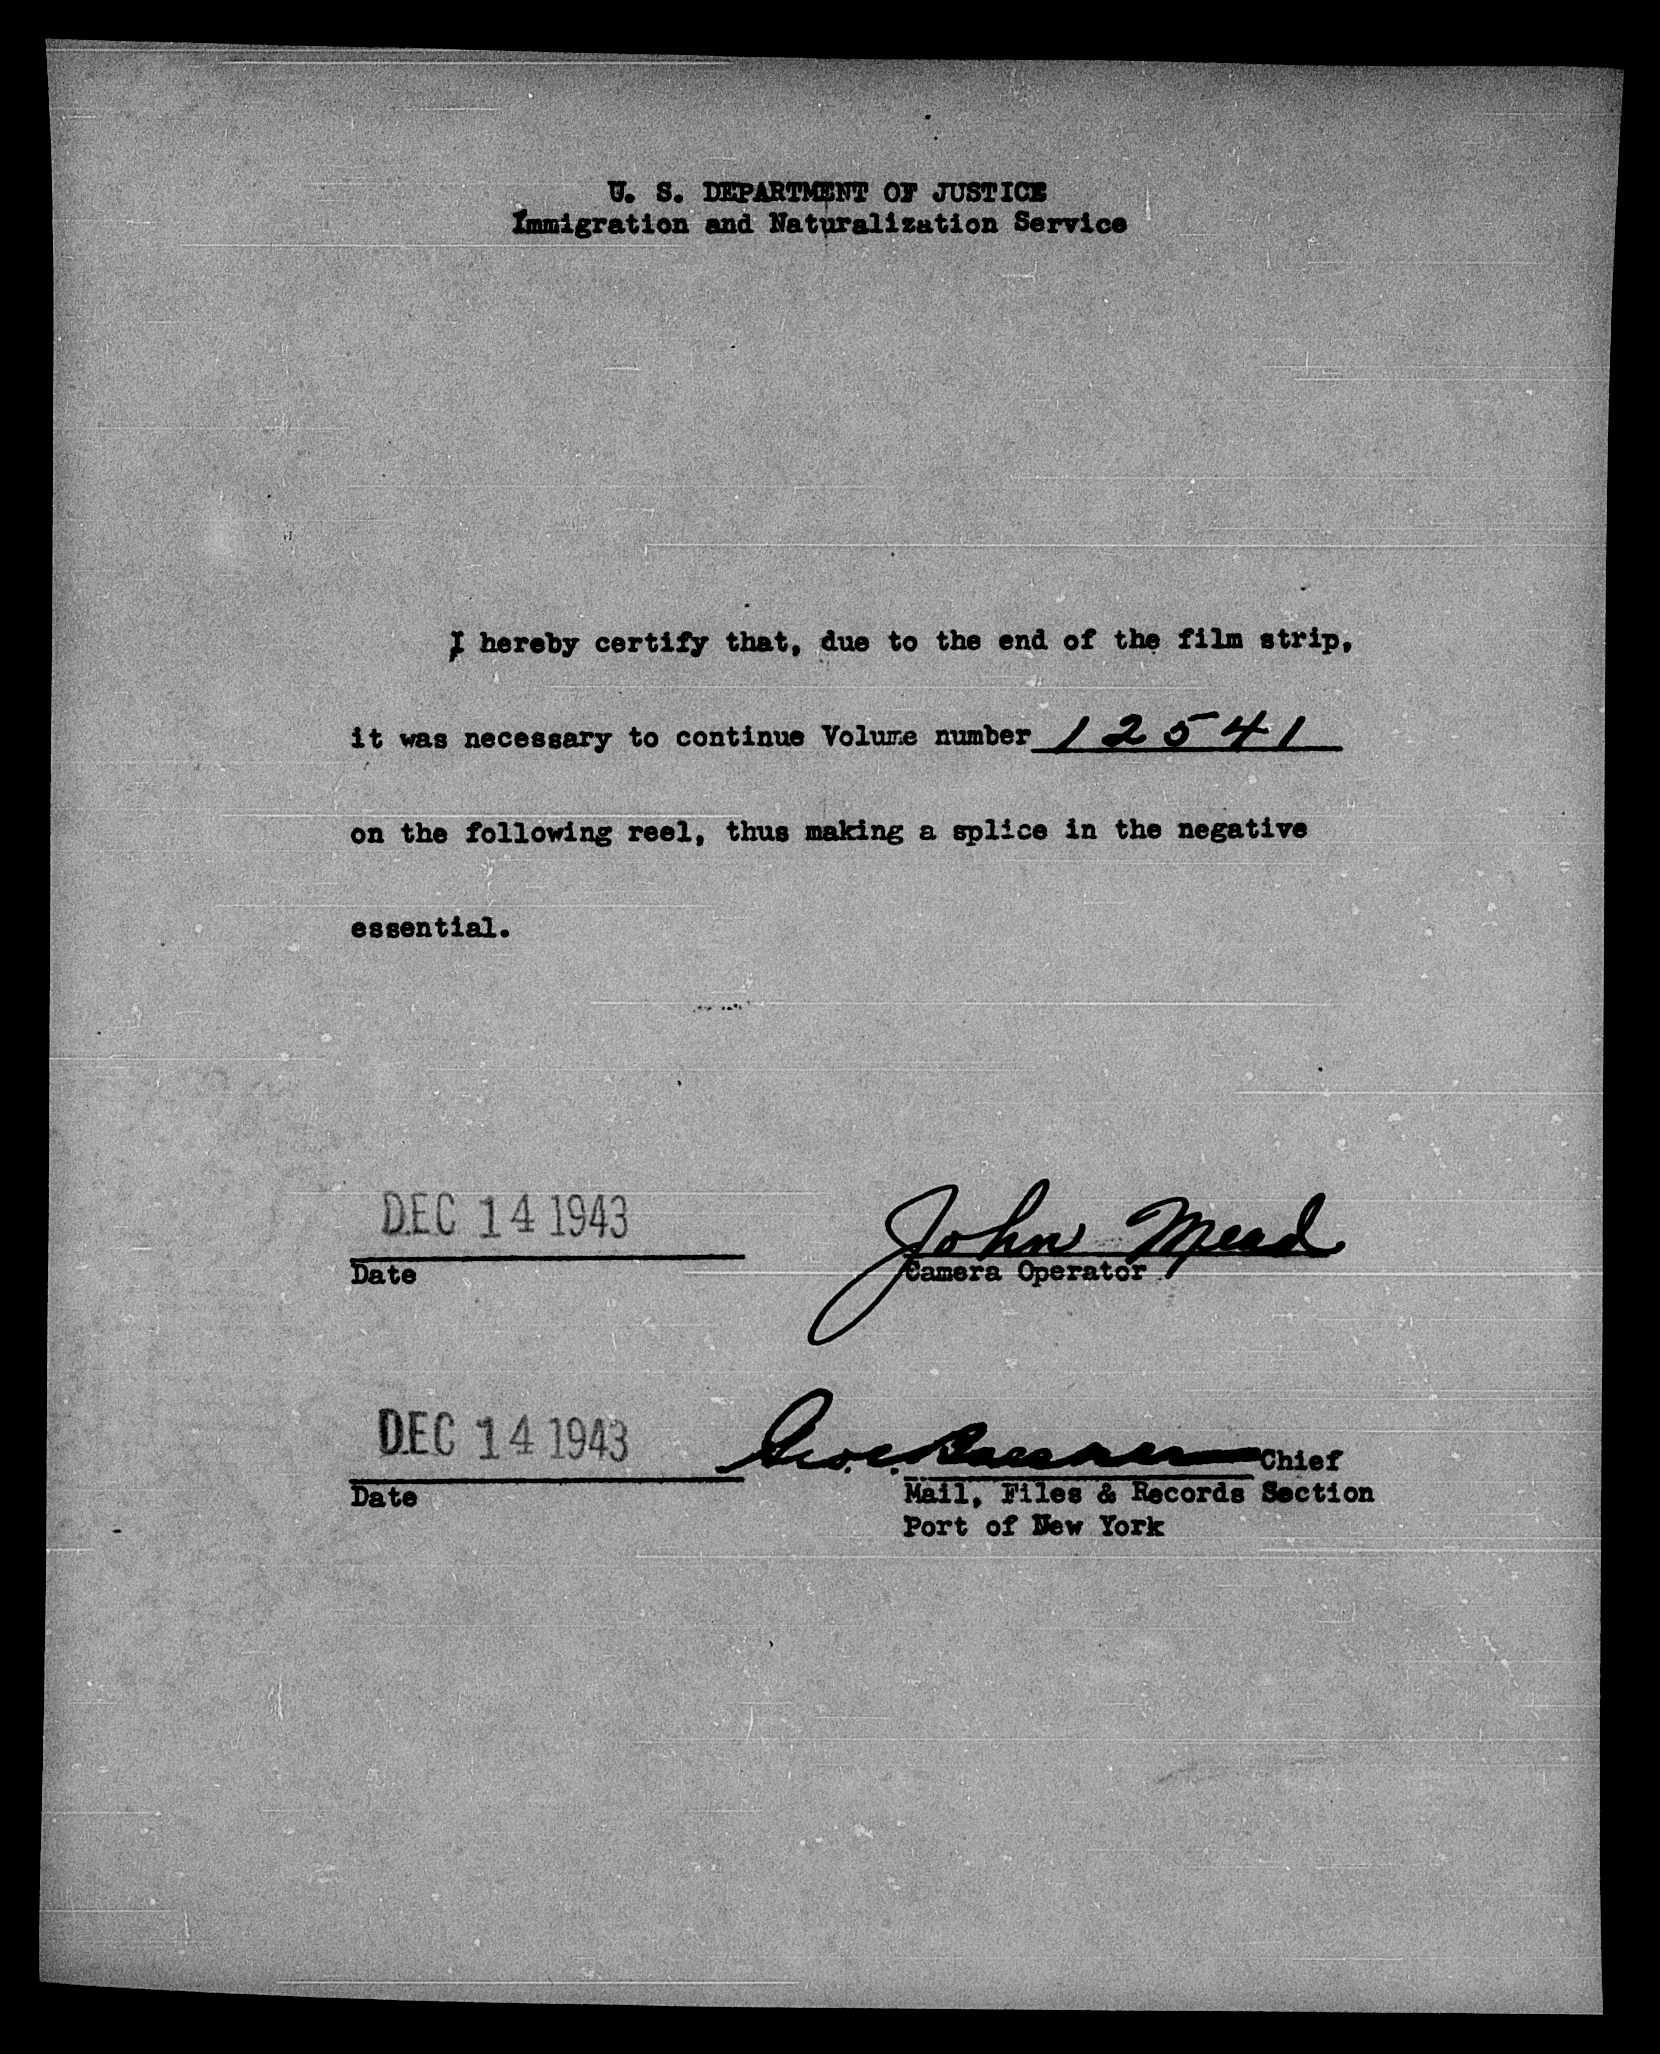 U. S. DEPARTMENT OF JUSTICE
Immigration and Naturalization Service
I hereby certify that, due to the end of the film strip,
it was necessary to continue Volume number 12541
on the following reel, thus making a splice in the negative
essential.
DEC 14 1943 John Mead
Date Camera Operator
DEC 14 1943 Geo. Chief
Date Mail, Files & Records Section
Port of New York